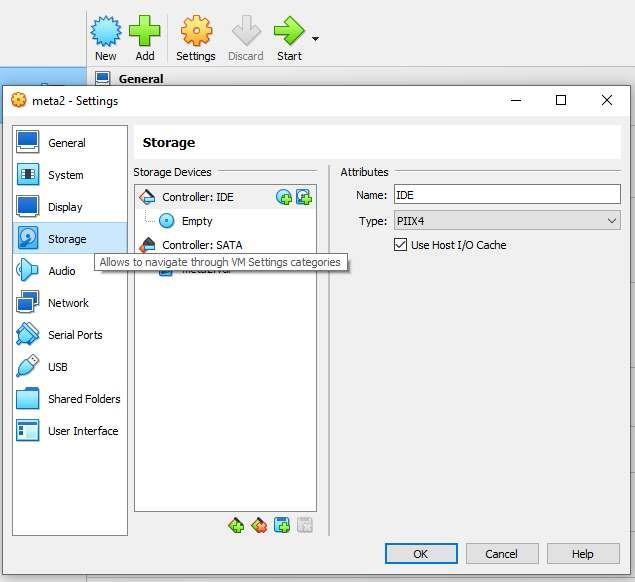 New Add Settings Discard Start
General
meta2 - Settings
General
System
Display
Storage
Audio
Network
Serial Ports
USB
Shared Folders
User Interface
Storage
Storage Devices
Controller: IDE
Empty
Controller: SATA
Allows to navigate through VM Settings categories
Attributes
Name: IDE
Type: PIIX4
Use Host I/O Cache
OK Cancel Help